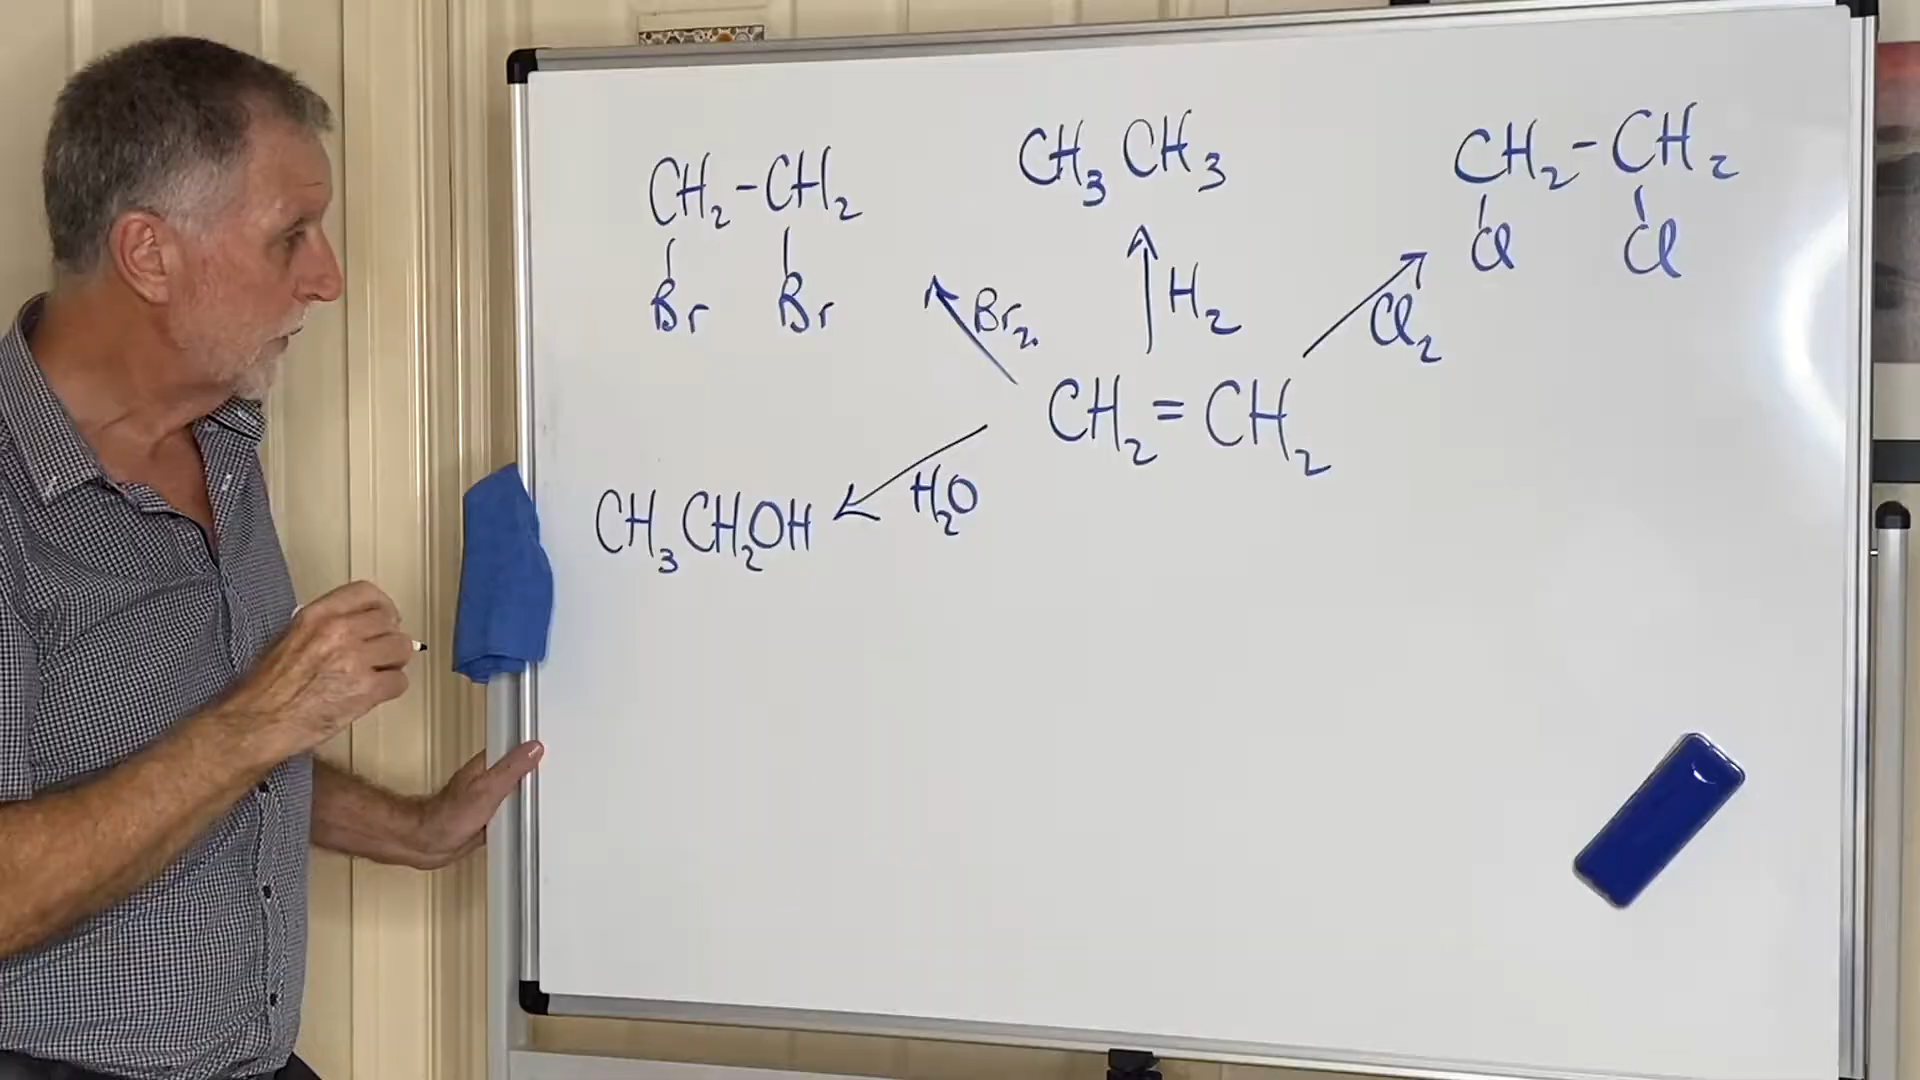 CH₂-CH₂
Br Br
CH₃CH₃
CH₂-CH₂
Cl Cl
Br₂
H₂
Cl₂
CH₂=CH₂
H₂O
CH₃CH₂OH